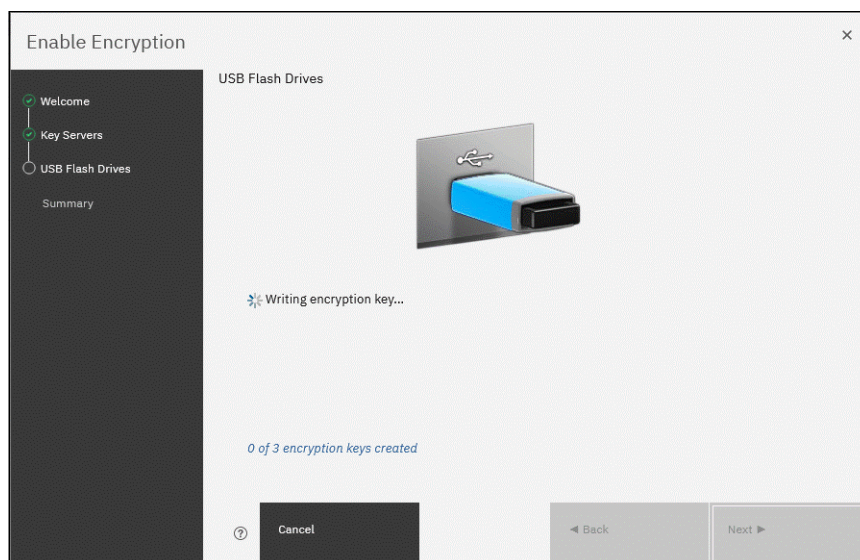 Enable Encryption
×
Welcome
Key Servers
USB Flash Drives
Summary
USB Flash Drives
Writing encryption key...
0 of 3 encryption keys created
?
Cancel
◄ Back
Next ►